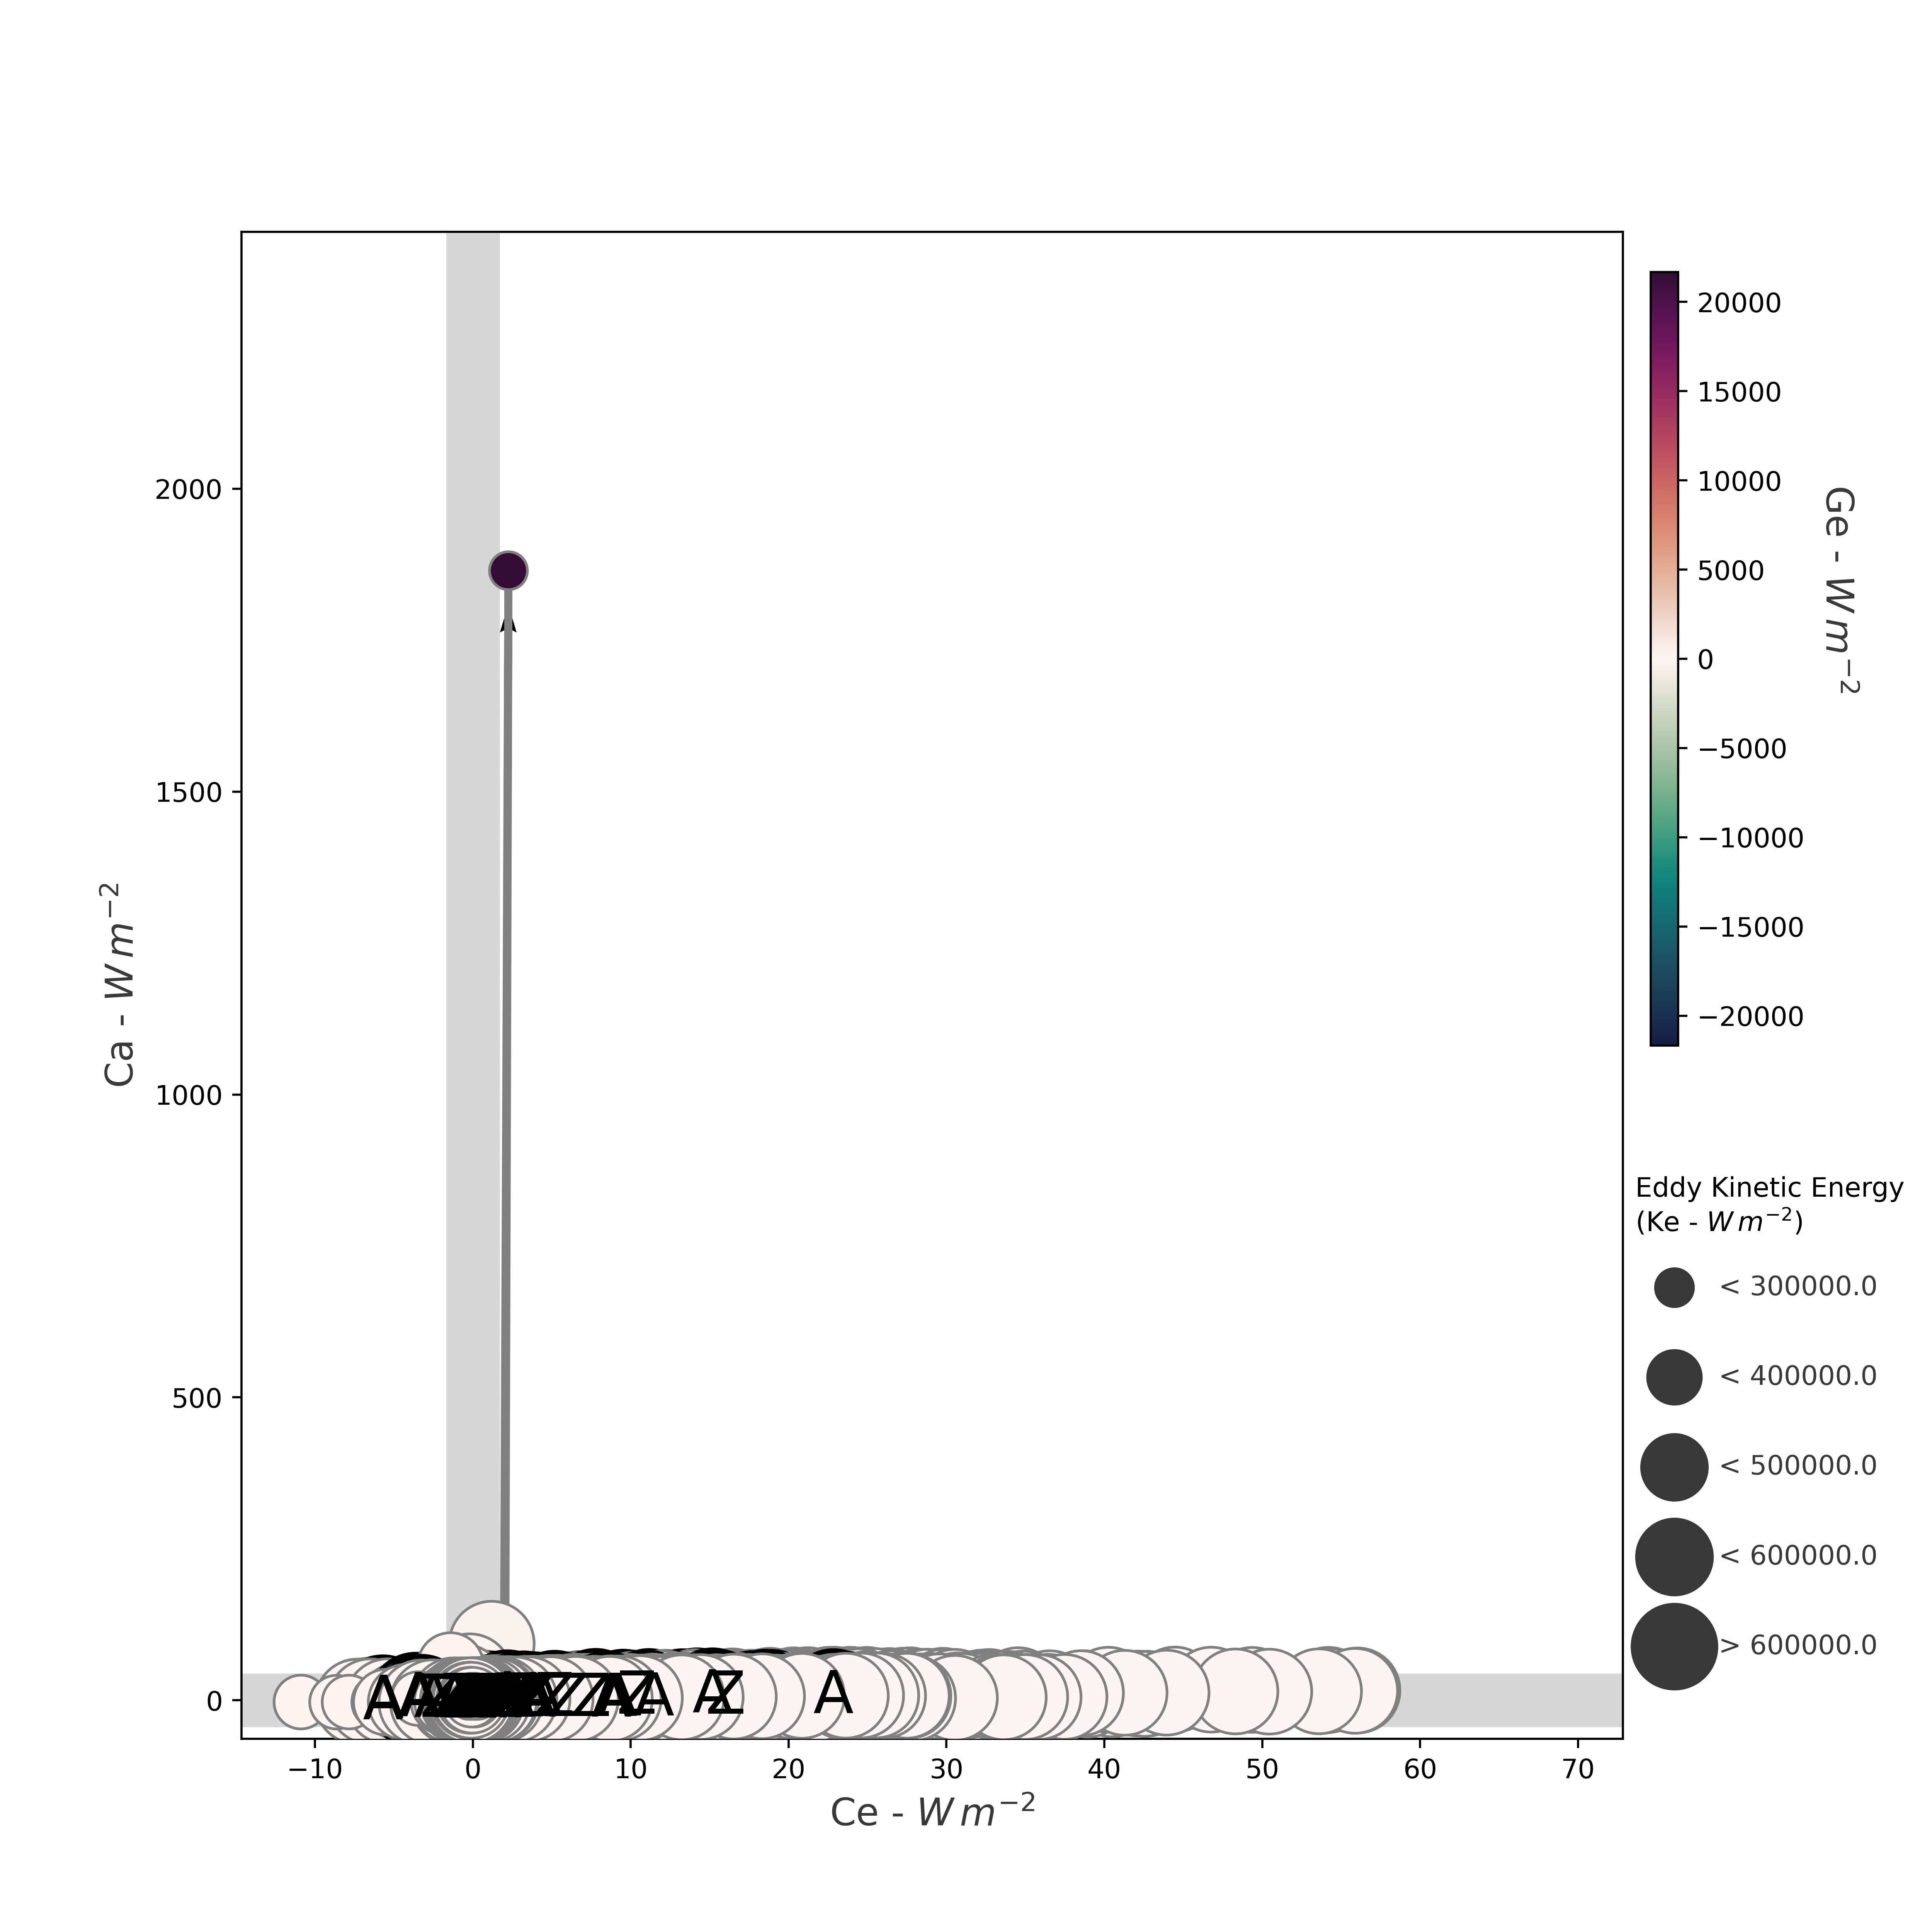 2000
1500
1000
500
0
Ca - W m⁻²
−10 0 10 20 30 40 50 60 70
Ce - W m⁻²
A
A
Z
A
A
Z
A
20000
15000
10000
5000
0
−5000
−10000
−15000
−20000
Ge - W m⁻²
Eddy Kinetic Energy
(Ke - W m⁻²)
< 300000.0
< 400000.0
< 500000.0
< 600000.0
> 600000.0